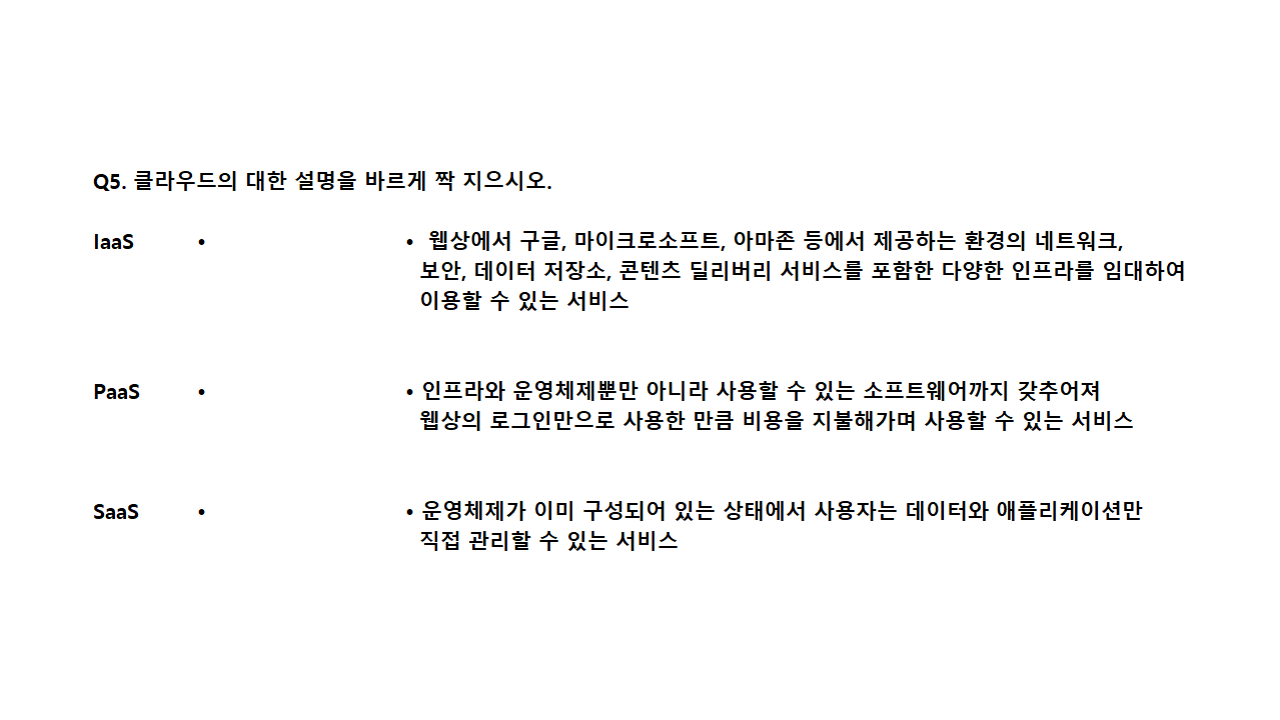 Q5. 클라우드의 대한 설명을 바르게 짝 지으시오.
IaaS • • 웹상에서 구글, 마이크로소프트, 아마존 등에서 제공하는 환경의 네트워크,
보안, 데이터 저장소, 콘텐츠 딜리버리 서비스를 포함한 다양한 인프라를 임대하여
이용할 수 있는 서비스
PaaS • • 인프라와 운영체제뿐만 아니라 사용할 수 있는 소프트웨어까지 갖추어져
웹상의 로그인만으로 사용한 만큼 비용을 지불해가며 사용할 수 있는 서비스
SaaS • • 운영체제가 이미 구성되어 있는 상태에서 사용자는 데이터와 애플리케이션만
직접 관리할 수 있는 서비스